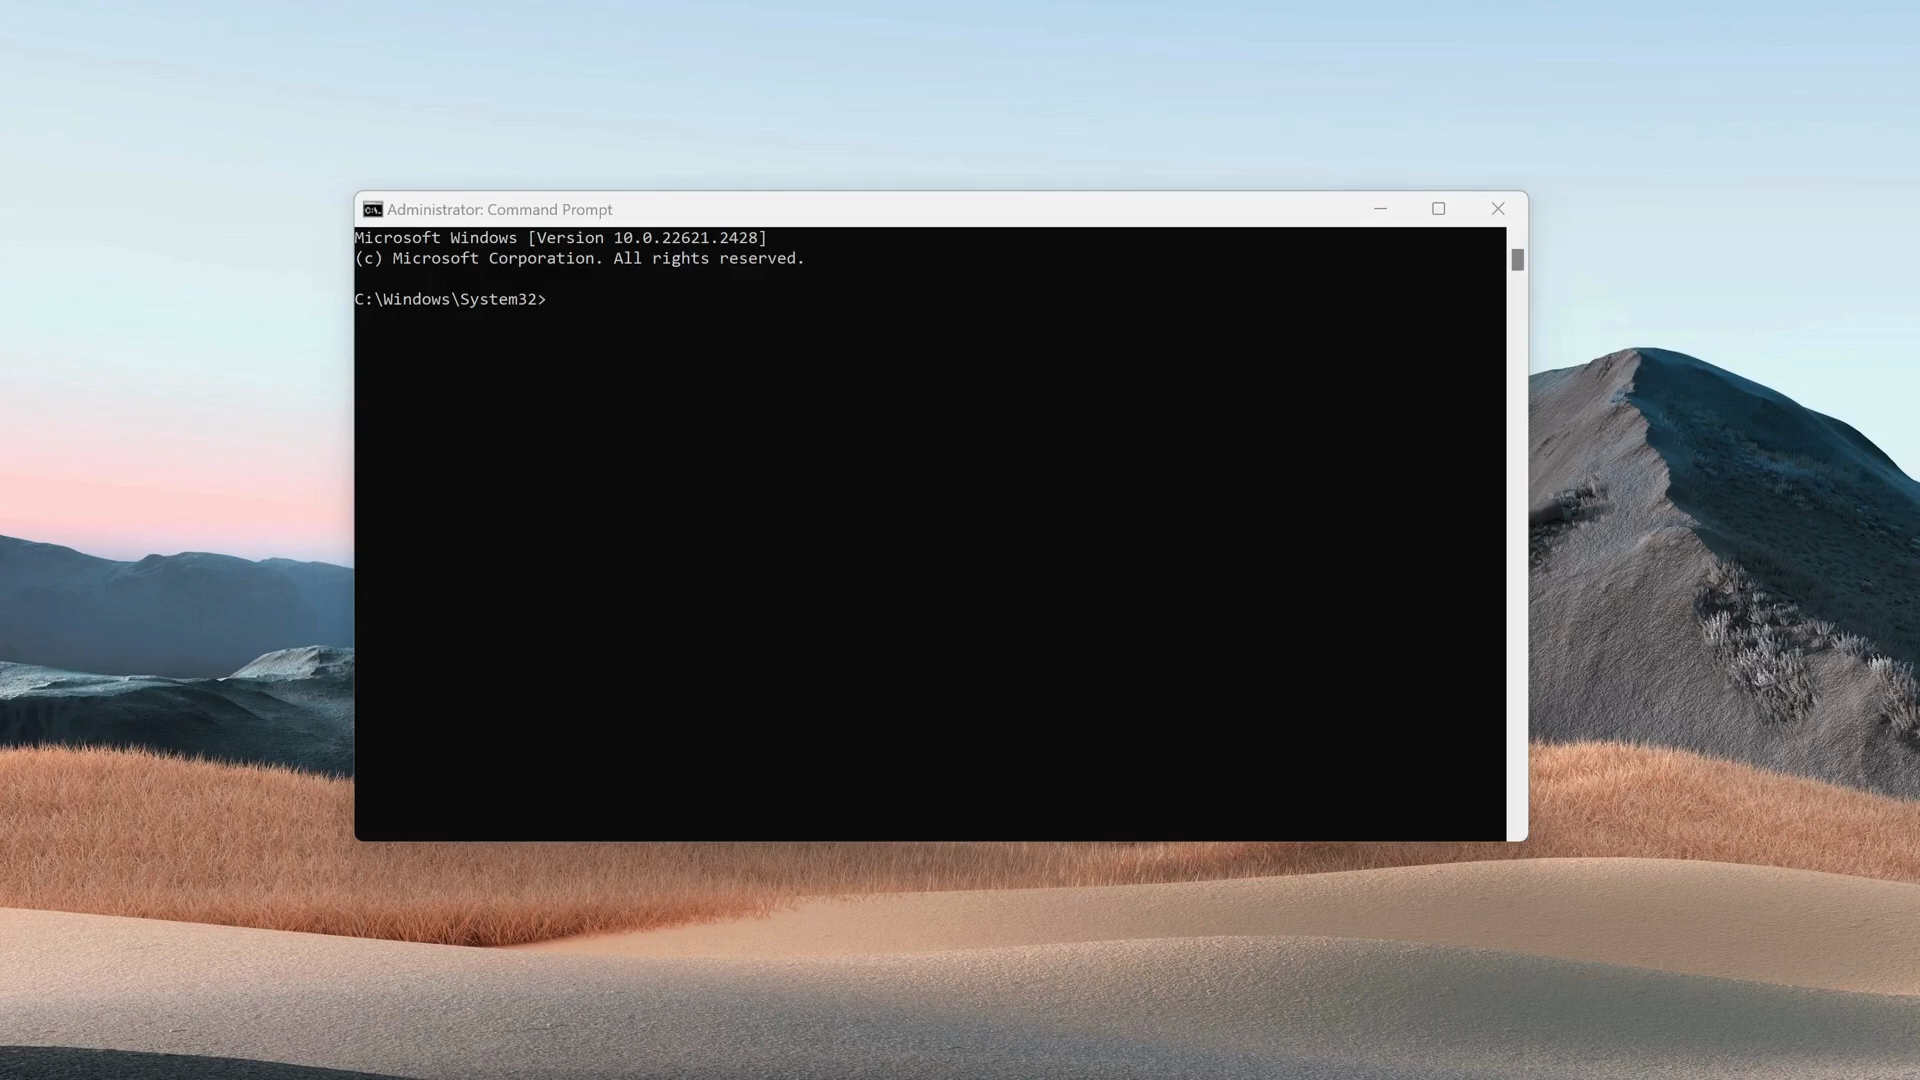 Administrator: Command Prompt
Microsoft Windows [Version 10.0.22621.2428]
(c) Microsoft Corporation. All rights reserved.
C:\Windows\System32>